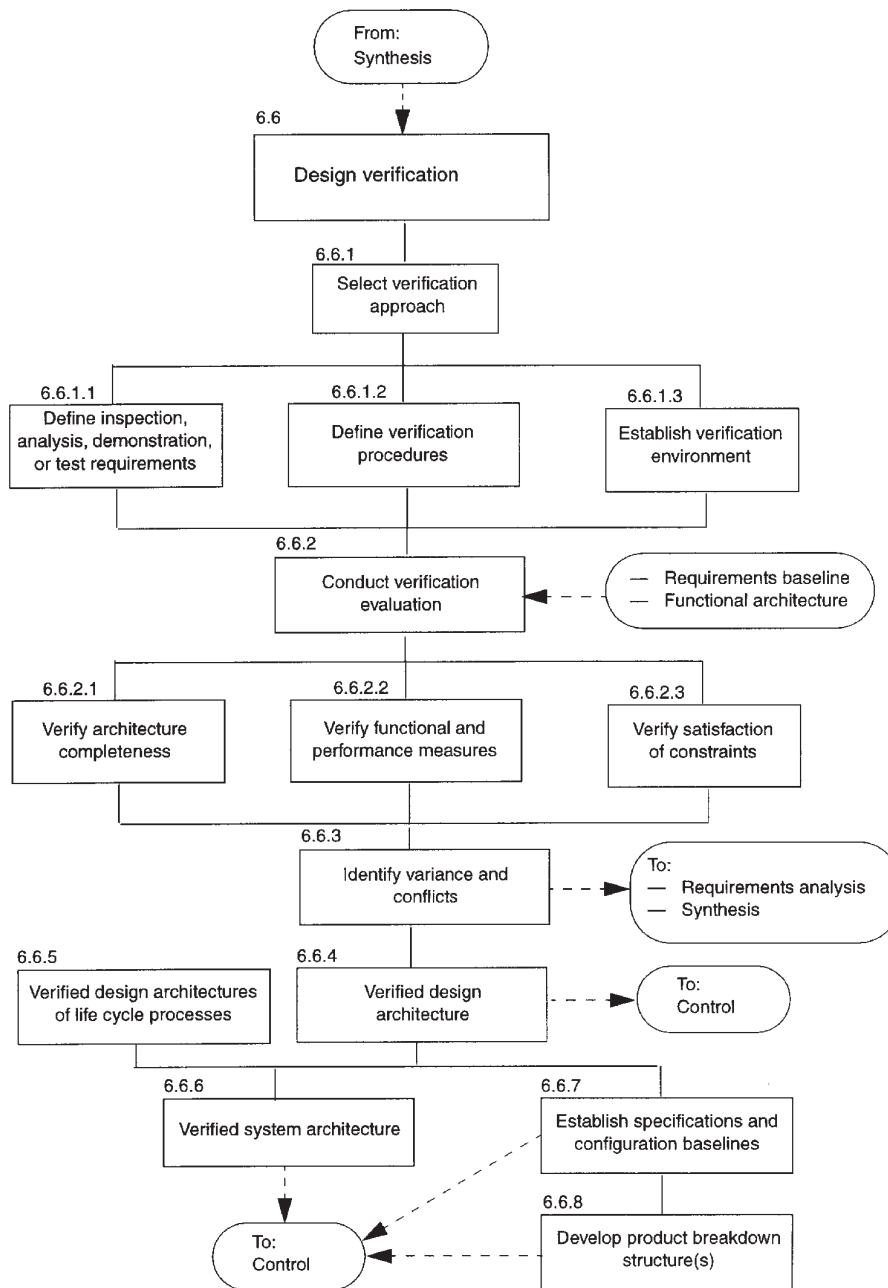 From:
Synthesis
6.6
Design verification
6.6.1
Select verification
approach
6.6.1.1
Define inspection,
analysis, demonstration,
or test requirements
6.6.1.2
Define verification
procedures
6.6.1.3
Establish verification
environment
6.6.2
Conduct verification
evaluation
— Requirements baseline
— Functional architecture
6.6.2.1
Verify architecture
completeness
6.6.2.2
Verify functional and
performance measures
6.6.2.3
Verify satisfaction
of constraints
6.6.3
Identify variance and
conflicts
To:
— Requirements analysis
— Synthesis
6.6.5
Verified design architectures
of life cycle processes
6.6.4
Verified design
architecture
To:
Control
6.6.6
Verified system architecture
6.6.7
Establish specifications and
configuration baselines
6.6.8
Develop product breakdown
structure(s)
To:
Control